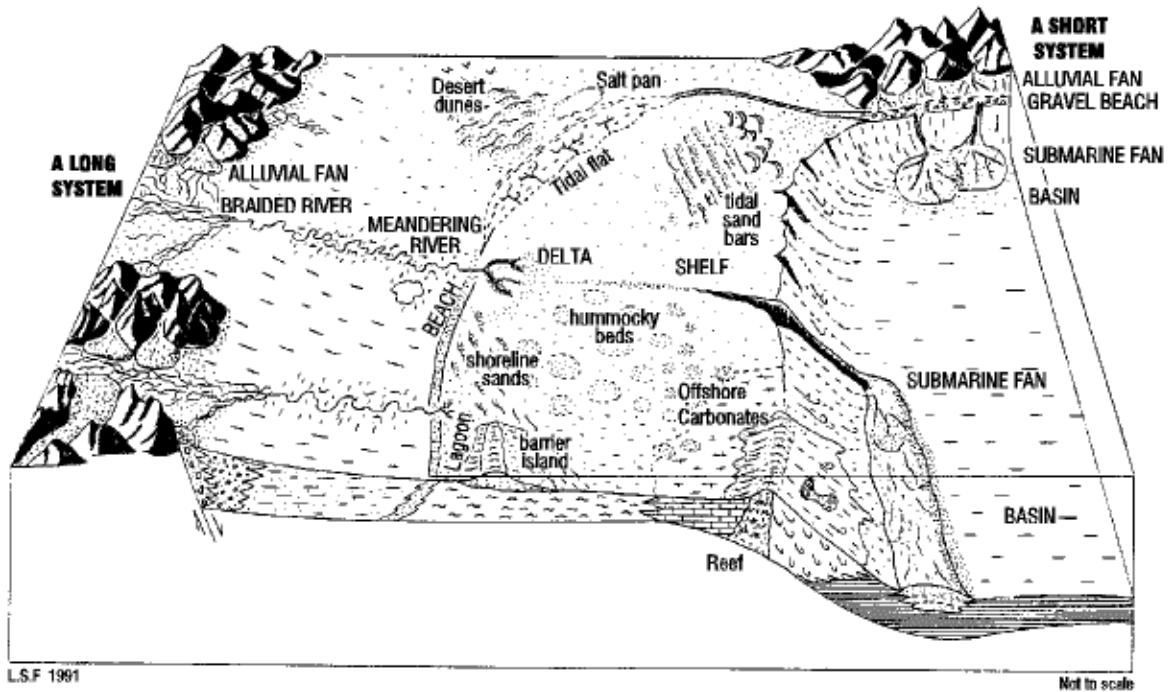 A SHORT
SYSTEM
ALLUVIAL FAN
GRAVEL BEACH
SUBMARINE FAN
BASIN
Desert
dunes
Salt pan
Tidal flat
tidal
sand
bars
A LONG
SYSTEM
ALLUVIAL FAN
BRAIDED RIVER
MEANDERING
RIVER
DELTA
SHELF
BEACH
hummocky
beds
shoreline
sands
Offshore
Carbonates
SUBMARINE FAN
Lagoon
barrier
island
BASIN
Reef
L.S.F 1991
Not to scale